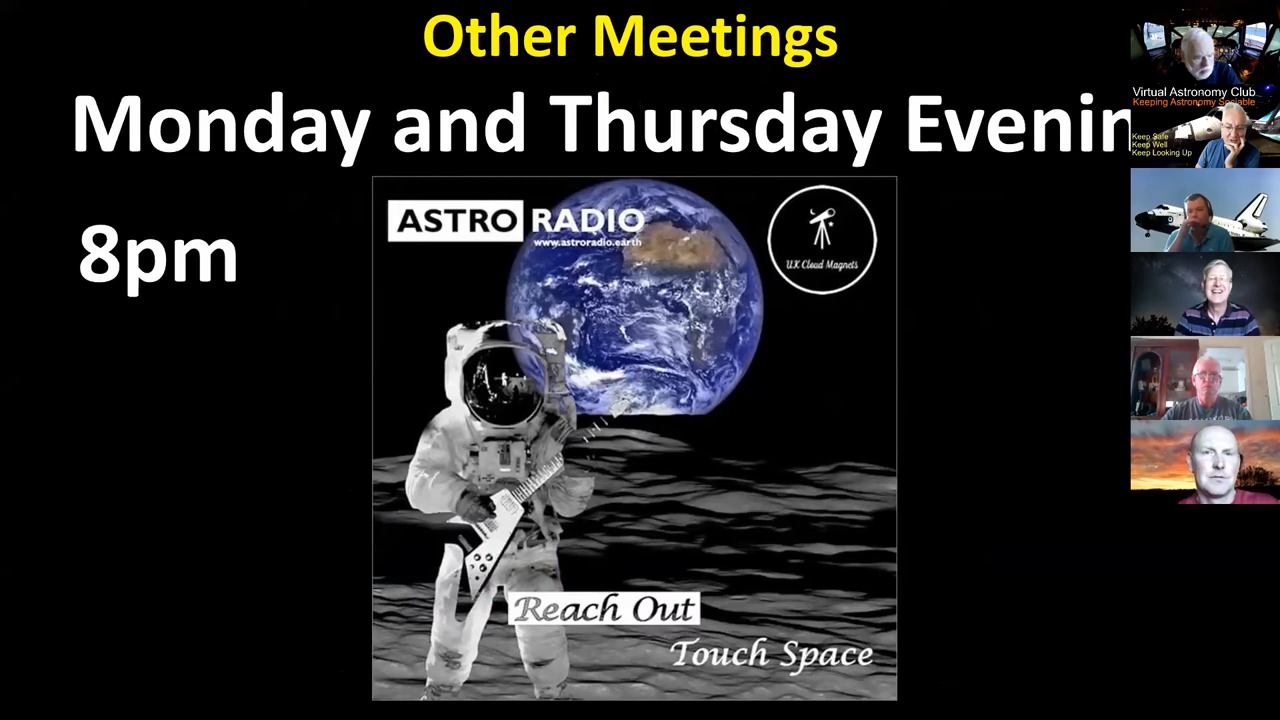 Other Meetings
Monday and Thursday Evenin
8pm
ASTRO RADIO
www.astroradio.earth
UK Cloud Magnets
Reach Out
Touch Space
Virtual Astronomy Club
Keeping Astronomy Sociable
Keep Safe
Keep Well
Keep Looking Up